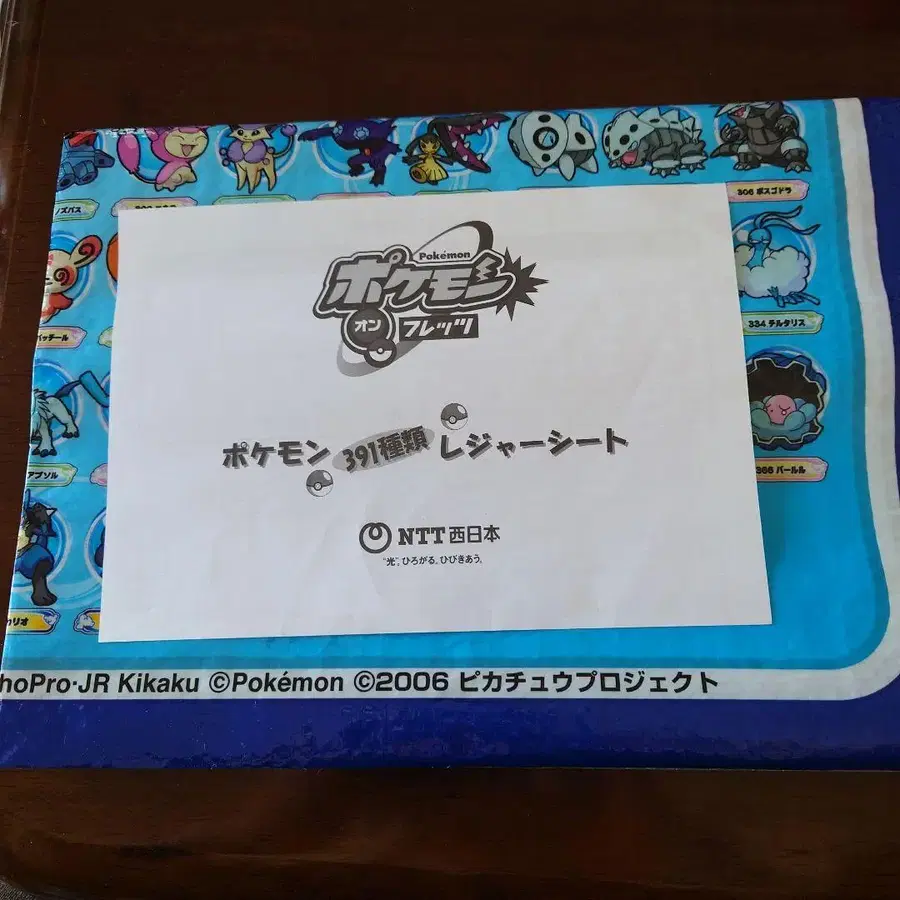 306 ボスゴドラ
ノズパス
Pokémon
ポケモン
オン フレッツ
パッチール
334 チルタリス
ポケモン 391種類 レジャーシート
アブソル
366 パールル
NTT西日本
“光”、ひろがる。ひびきあう。
カリオ
hoPro・JR Kikaku ©Pokémon ©2006 ピカチュウプロジェクト